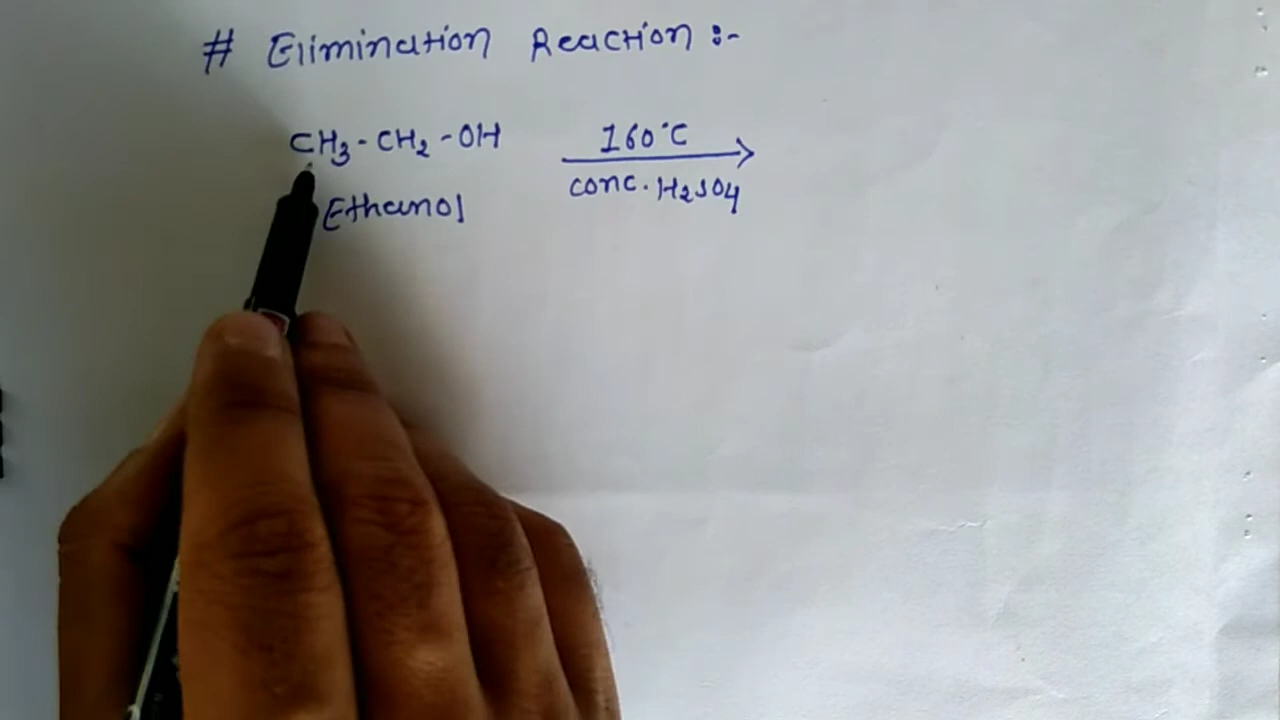 # Elimination Reaction :-
CH3 - CH2 - OH 160°C
conc. H2SO4
Ethanol